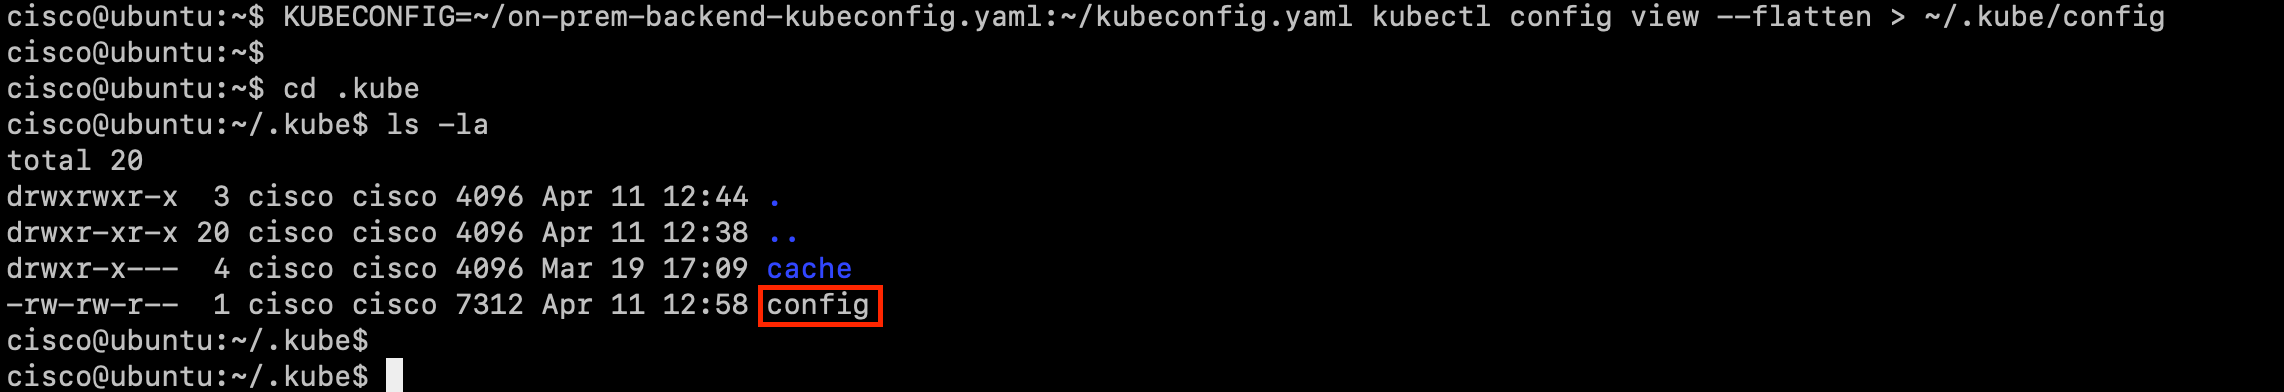 cisco@ubuntu:~$ KUBECONFIG=~/on-prem-backend-kubeconfig.yaml:~/kubeconfig.yaml kubectl config view --flatten > ~/.kube/config
cisco@ubuntu:~$
cisco@ubuntu:~$ cd .kube
cisco@ubuntu:~/.kube$ ls -la
total 20
drwxrwxr-x  3 cisco cisco 4096 Apr 11 12:44 .
drwxr-xr-x 20 cisco cisco 4096 Apr 11 12:38 ..
drwxr-x---  4 cisco cisco 4096 Mar 19 17:09 cache
-rw-rw-r--  1 cisco cisco 7312 Apr 11 12:58 config
cisco@ubuntu:~/.kube$
cisco@ubuntu:~/.kube$